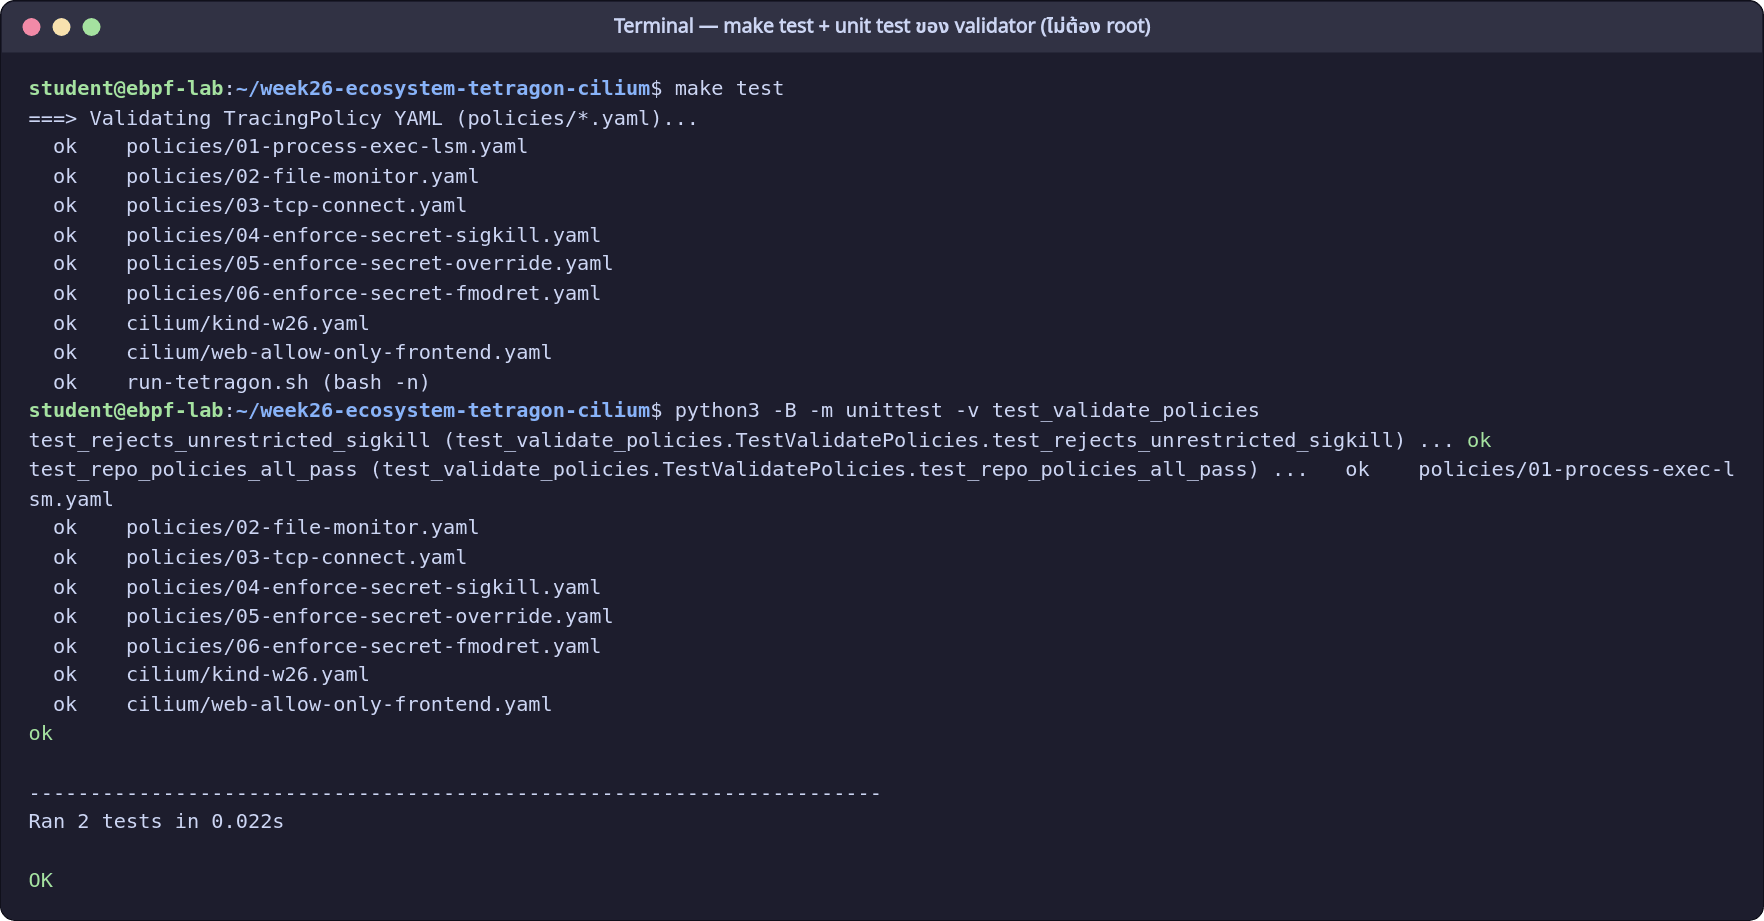 Terminal — make test + unit test ของ validator (ไม่ต้อง root)
student@ebpf-lab:~/week26-ecosystem-tetragon-cilium$ make test
===> Validating TracingPolicy YAML (policies/*.yaml)...
  ok    policies/01-process-exec-lsm.yaml
  ok    policies/02-file-monitor.yaml
  ok    policies/03-tcp-connect.yaml
  ok    policies/04-enforce-secret-sigkill.yaml
  ok    policies/05-enforce-secret-override.yaml
  ok    policies/06-enforce-secret-fmodret.yaml
  ok    cilium/kind-w26.yaml
  ok    cilium/web-allow-only-frontend.yaml
  ok    run-tetragon.sh (bash -n)
student@ebpf-lab:~/week26-ecosystem-tetragon-cilium$ python3 -B -m unittest -v test_validate_policies
test_rejects_unrestricted_sigkill (test_validate_policies.TestValidatePolicies.test_rejects_unrestricted_sigkill) ... ok
test_repo_policies_all_pass (test_validate_policies.TestValidatePolicies.test_repo_policies_all_pass) ...   ok    policies/01-process-exec-l
sm.yaml
  ok    policies/02-file-monitor.yaml
  ok    policies/03-tcp-connect.yaml
  ok    policies/04-enforce-secret-sigkill.yaml
  ok    policies/05-enforce-secret-override.yaml
  ok    policies/06-enforce-secret-fmodret.yaml
  ok    cilium/kind-w26.yaml
  ok    cilium/web-allow-only-frontend.yaml
ok
----------------------------------------------------------------------
Ran 2 tests in 0.022s
OK